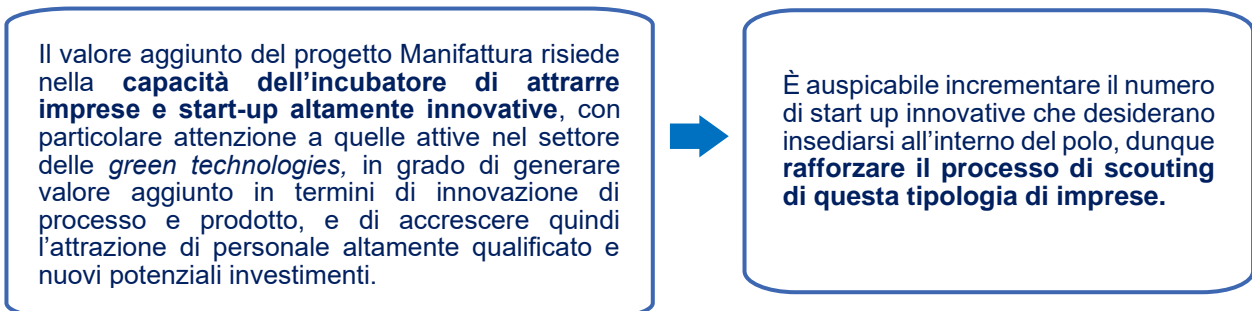 Il valore aggiunto del progetto Manifattura risiede
nella capacità dell'incubatore di attrarre
imprese e start-up altamente innovative, con
particolare attenzione a quelle attive nel settore
delle green technologies, in grado di generare
valore aggiunto in termini di innovazione di
processo e prodotto, e di accrescere quindi
l'attrazione di personale altamente qualificato e
nuovi potenziali investimenti.
È auspicabile incrementare il numero
di start up innovative che desiderano
insediarsi all'interno del polo, dunque
rafforzare il processo di scouting
di questa tipologia di imprese.